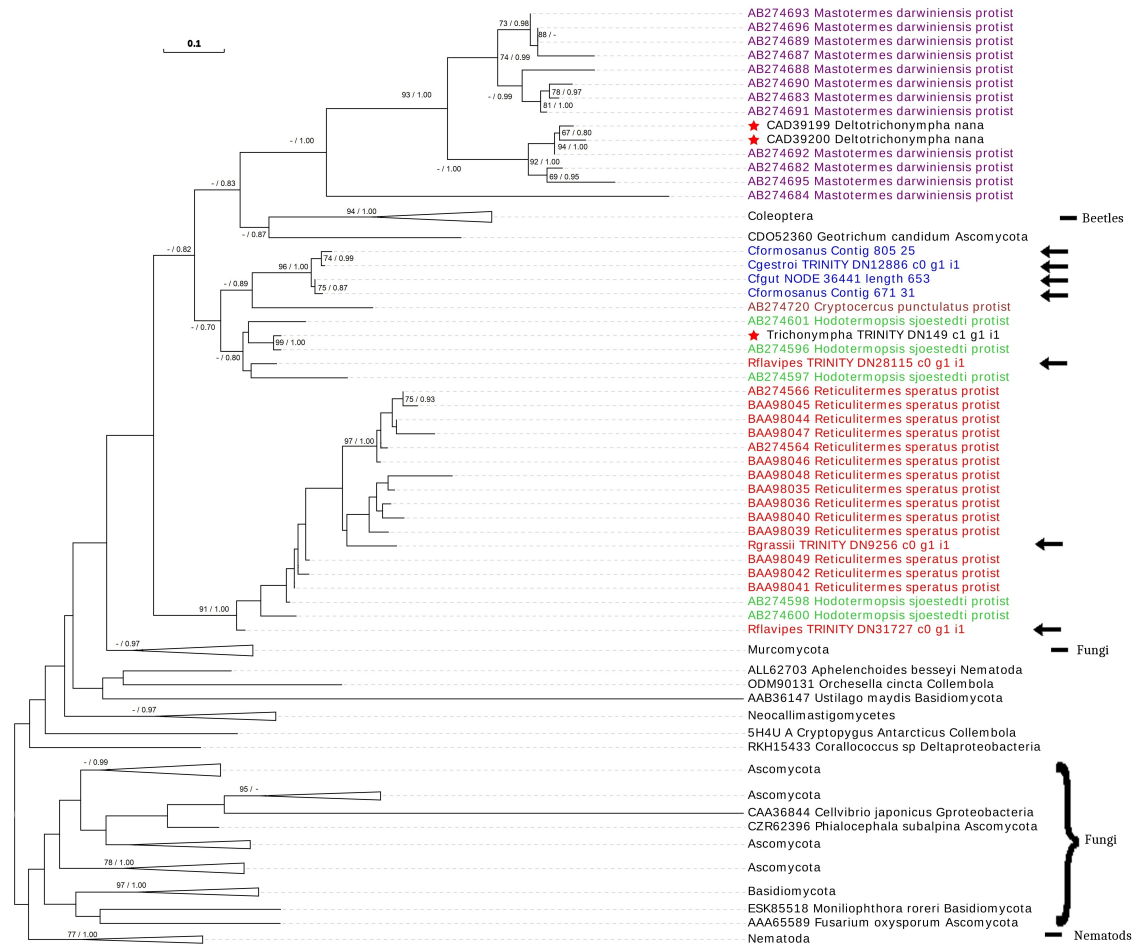 AB274693 Mastotermes darwiniensis protist
73 / 0.98
AB274696 Mastotermes darwiniensis protist
88 / -
0.1
AB274689 Mastotermes darwiniensis protist
74 / 0.99
AB274687 Mastotermes darwiniensis protist
AB274688 Mastotermes darwiniensis protist
AB274690 Mastotermes darwiniensis protist
93 / 1.00
- / 0.99
78 / 0.97
AB274683 Mastotermes darwiniensis protist
81 / 1.00
AB274691 Mastotermes darwiniensis protist
CAD39199 Deltotrichonympha nana
67 / 0.80
- / 1.00
CAD39200 Deltotrichonympha nana
94 / 1.00
AB274692 Mastotermes darwiniensis protist
92 / 1.00
- / 1.00
AB274682 Mastotermes darwiniensis protist
69 / 0.95
AB274695 Mastotermes darwiniensis protist
- / 0.83
AB274684 Mastotermes darwiniensis protist
94 / 1.00
Coleoptera
Beetles
- / 0.87
CDO52360 Geotrichum candidum Ascomycota
- / 0.82
Cformosanus Contig 805 25
74 / 0.99
96 / 1.00
Cgestroi TRINITY DN12886 c0 g1 i1
Cfgut NODE 36441 length 653
- / 0.89
75 / 0.87
Cformosanus Contig 671 31
AB274720 Cryptocercus punctulatus protist
AB274601 Hodotermopsis sjoestedti protist
- / 0.70
Trichonympha TRINITY DN149 c1 g1 i1
99 / 1.00
AB274596 Hodotermopsis sjoestedti protist
- / 0.80
Rflavipes TRINITY DN28115 c0 g1 i1
AB274597 Hodotermopsis sjoestedti protist
AB274566 Reticulitermes speratus protist
75 / 0.93
BAA98045 Reticulitermes speratus protist
BAA98044 Reticulitermes speratus protist
BAA98047 Reticulitermes speratus protist
97 / 1.00
AB274564 Reticulitermes speratus protist
BAA98046 Reticulitermes speratus protist
BAA98048 Reticulitermes speratus protist
BAA98035 Reticulitermes speratus protist
BAA98036 Reticulitermes speratus protist
BAA98040 Reticulitermes speratus protist
BAA98039 Reticulitermes speratus protist
Rgrassii TRINITY DN9256 c0 g1 i1
BAA98049 Reticulitermes speratus protist
BAA98042 Reticulitermes speratus protist
BAA98041 Reticulitermes speratus protist
AB274598 Hodotermopsis sjoestedti protist
91 / 1.00
AB274600 Hodotermopsis sjoestedti protist
Rflavipes TRINITY DN31727 c0 g1 i1
- / 0.97
Murcomycota
Fungi
ALL62703 Aphelenchoides besseyi Nematoda
ODM90131 Orchesella cincta Collembola
AAB36147 Ustilago maydis Basidiomycota
- / 0.97
Neocallimastigomycetes
5H4U A Cryptopygus Antarcticus Collembola
RKH15433 Corallococcus sp Deltaproteobacteria
- / 0.99
Ascomycota
95 / -
Ascomycota
CAA36844 Cellvibrio japonicus Gproteobacteria
CZR62396 Phialocephala subalpina Ascomycota
Fungi
Ascomycota
78 / 1.00
Ascomycota
97 / 1.00
Basidiomycota
ESK85518 Moniliophthora roreri Basidiomycota
AAA65589 Fusarium oxysporum Ascomycota
77 / 1.00
Nematoda
Nematods